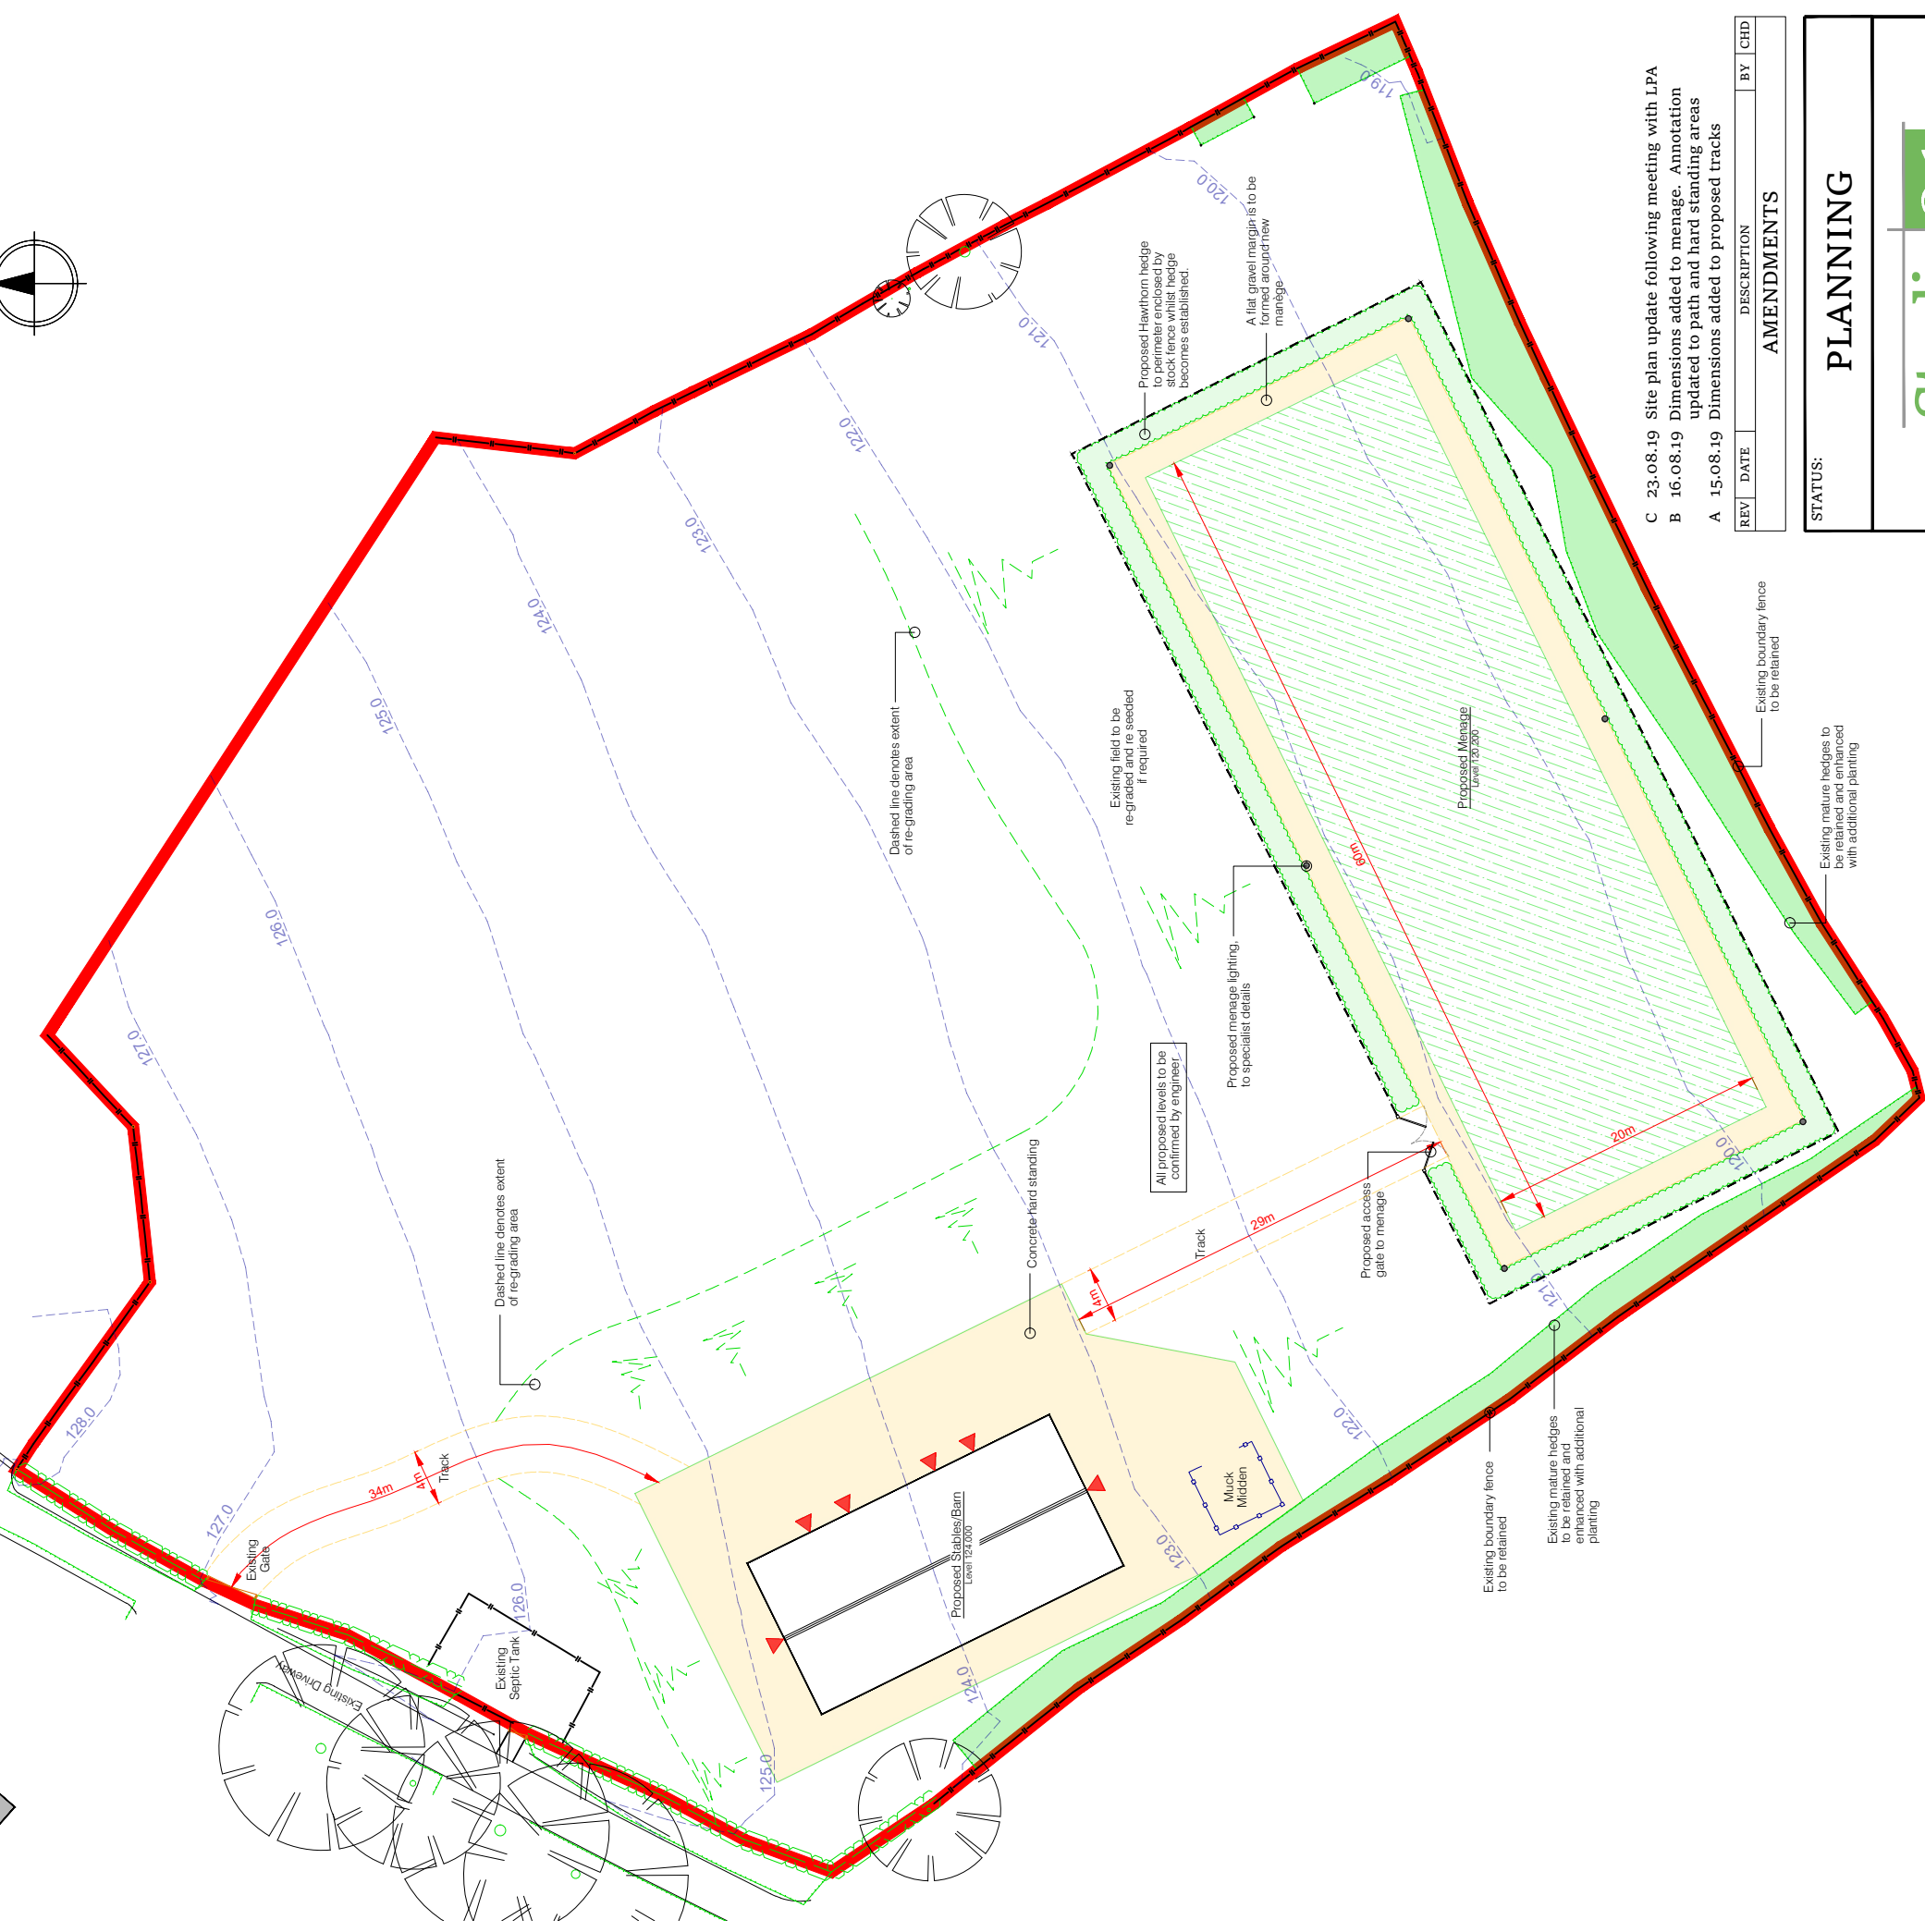 128.0
127.0
127.0
126.0
126.0
125.0
125.0
124.0
124.0
123.0
123.0
122.0
122.0
121.0
121.0
120.0
120.0
119.0
34m
4m
Track
Existing
Gate
Existing Driveway
Existing
Septic Tank
Dashed line denotes extent
of re-grading area
Dashed line denotes extent
of re-grading area
Concrete hard standing
Proposed Stables/Barn
Level 124.000
Muck
Midden
4m
29m
Track
All proposed levels to be
confirmed by engineer
Existing field to be
re-graded and re seeded
if required
Proposed Hawthorn hedge
to perimeter enclosed by
stock fence whilst hedge
becomes established.
A flat gravel margin is to be
formed around new
manège
Proposed menage lighting,
to specialist details
Proposed access
gate to menage
60m
20m
Proposed Menage
Level 120.200
Existing boundary fence
to be retained
Existing mature hedges
to be retained and
enhanced with additional
planting
Existing boundary fence
to be retained
Existing mature hedges to
be retained and enhanced
with additional planting
C 23.08.19 Site plan update following meeting with LPA
B 16.08.19 Dimensions added to menage. Annotation
updated to path and hard standing areas
A 15.08.19 Dimensions added to proposed tracks
REV DATE DESCRIPTION BY CHD
AMENDMENTS
STATUS:
PLANNING